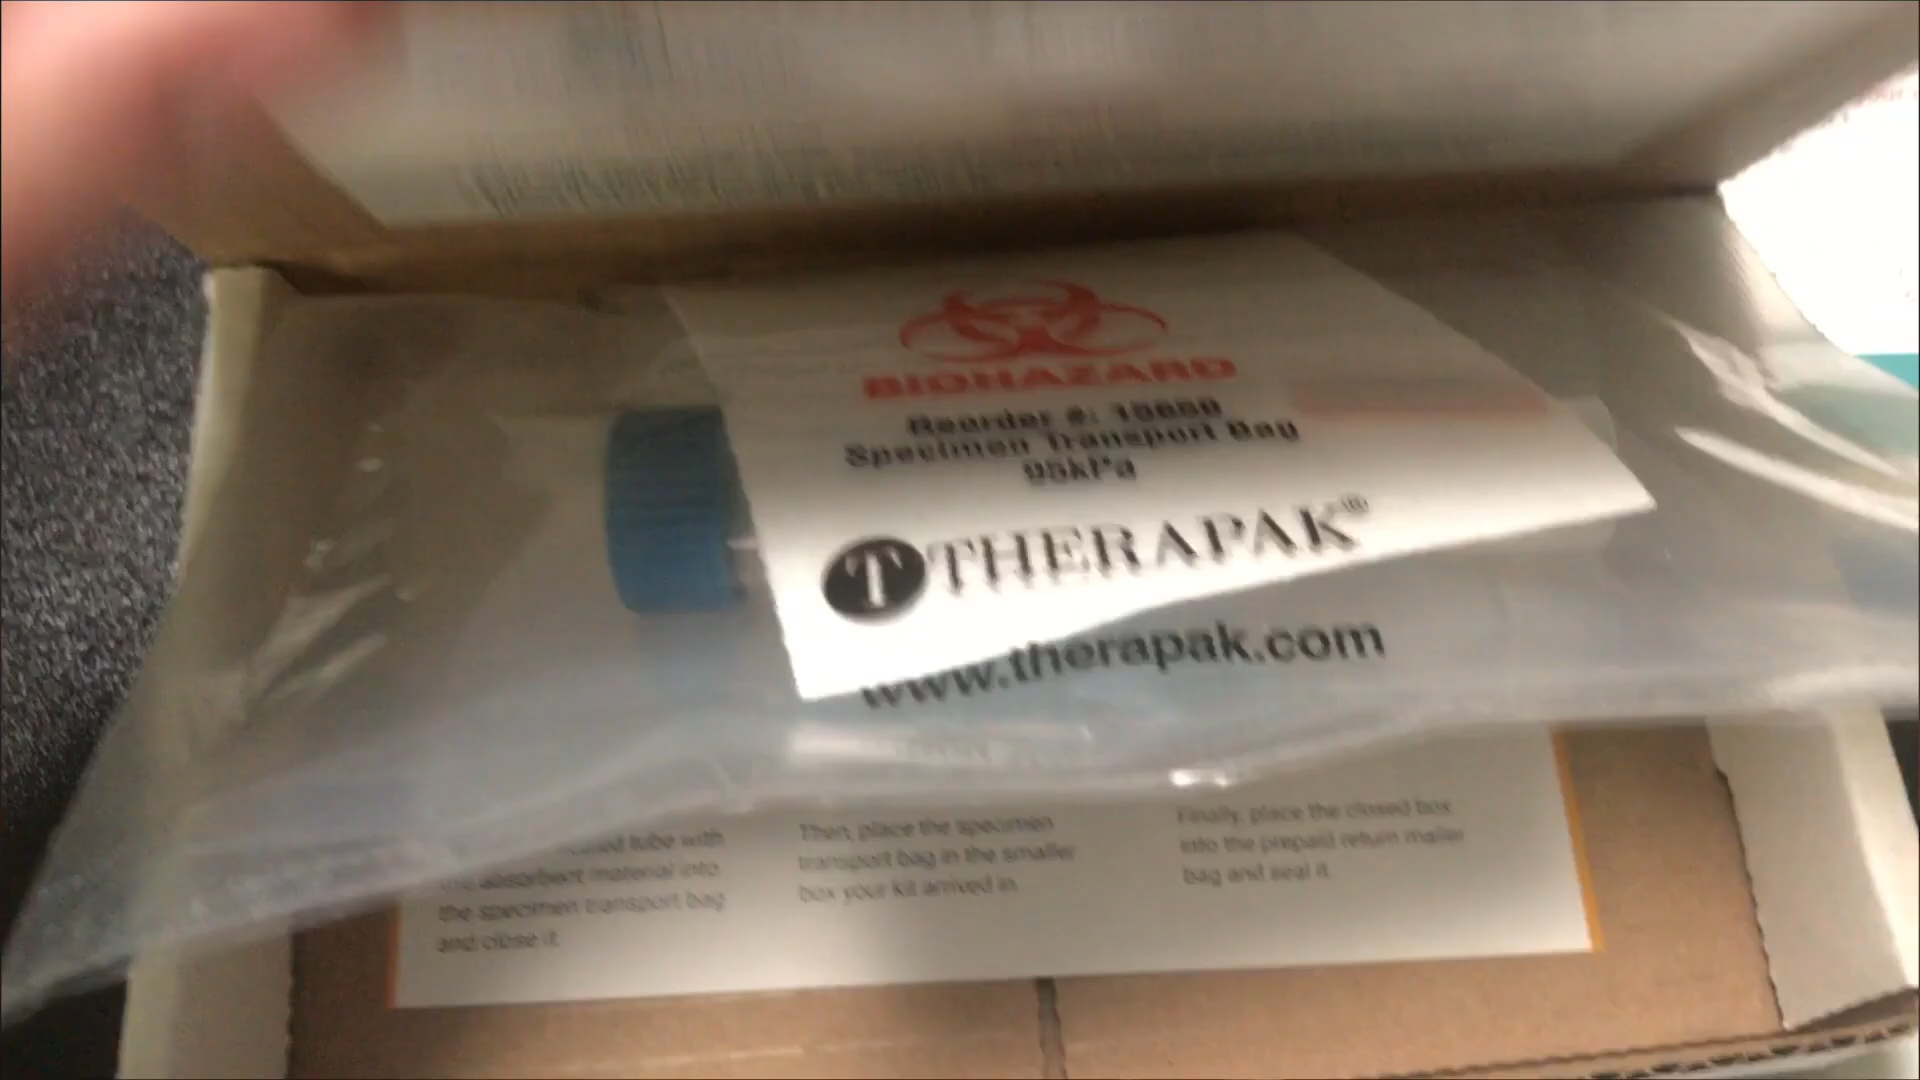 BIOHAZARD
Reorder #:
Specimen Transport Bag
95kPa
T THERAPAK®
www.therapak.com
tube with
absorbent material into
the specimen transport bag
and close it.
Then, place the specimen
transport bag in the smaller
box your kit arrived in.
Finally, place the closed box
into the prepaid return mailer
bag and seal it.